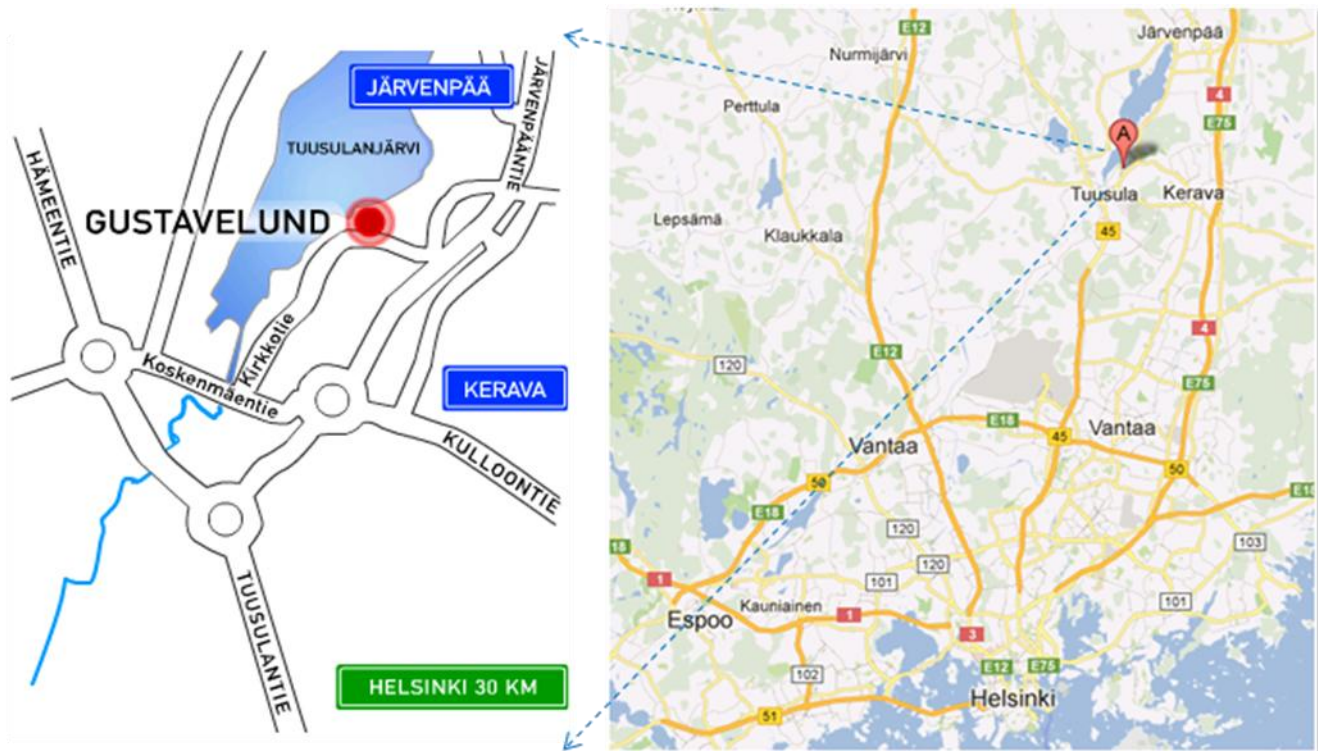 JÄRVENPÄÄ
TUUSULANJÄRVI
JÄRVENPÄÄNTIE
HÄMEENTIE
GUSTAVELUND
Kirkkotie
Koskenmäentie
KERAVA
KULLOONTIE
TUUSULANTIE
HELSINKI 30 KM
E12
Järvenpää
Nurmijärvi
Perttula
4
E75
A
Tuusula
Kerava
Lepsämä
Klaukkala
45
4
E12
120
E75
E18
Vantaa
45
Vantaa
50
50
E18
E18
120
103
18
120
1
101
101
Kauniainen
1
Espoo
3
E12
E75
102
Helsinki
51